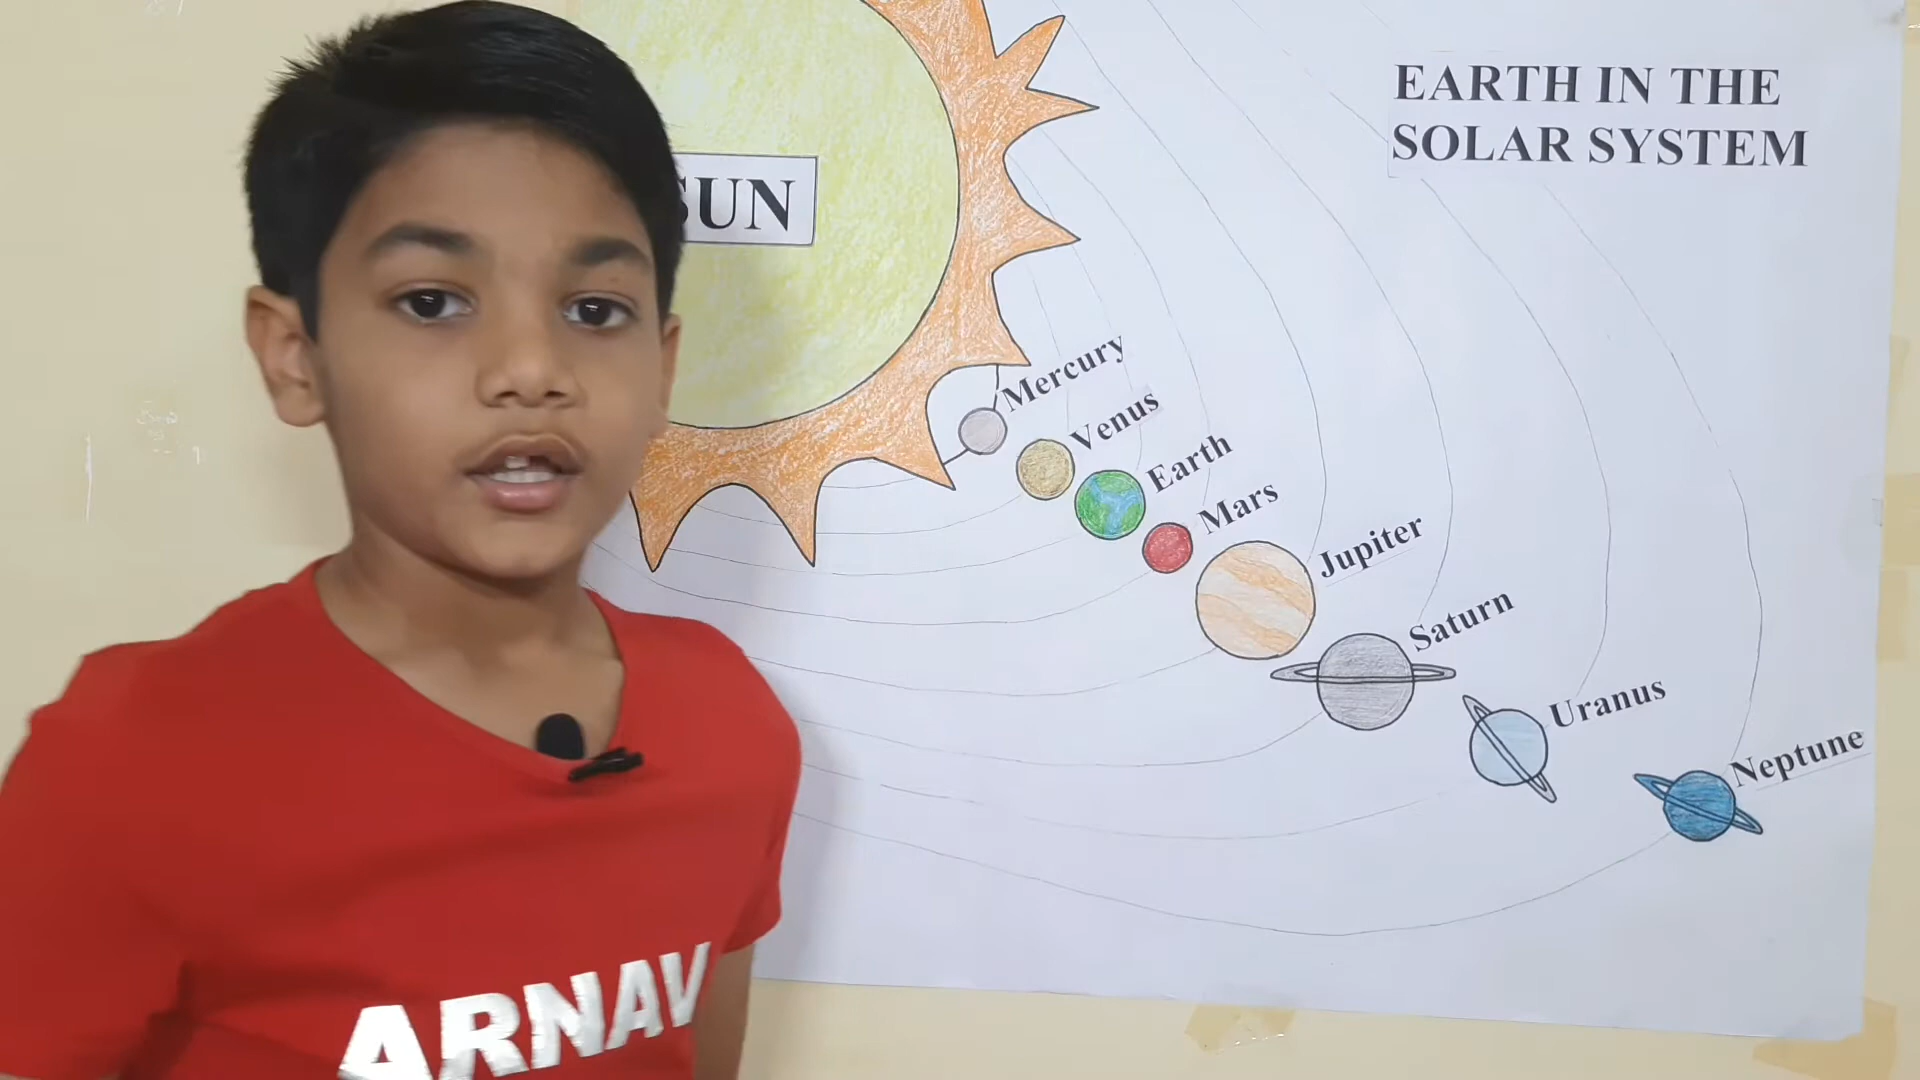 EARTH IN THE
SOLAR SYSTEM
SUN
Mercury
Venus
Earth
Mars
Jupiter
Saturn
Uranus
Neptune
ARNAV